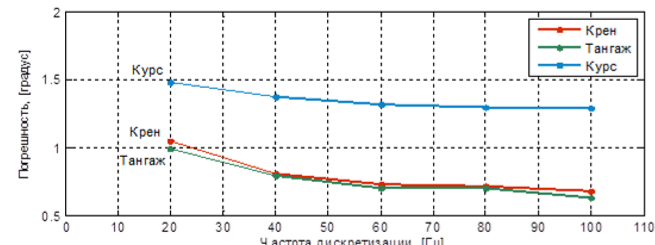 2
Крен
Тангаж
Курс
1.5
Курс
Погрешность, [градус]
Крен
1
Тангаж
0.5
0 10 20 30 40 50 60 70 80 90 100 110
Частота дискретизации, [Гц]